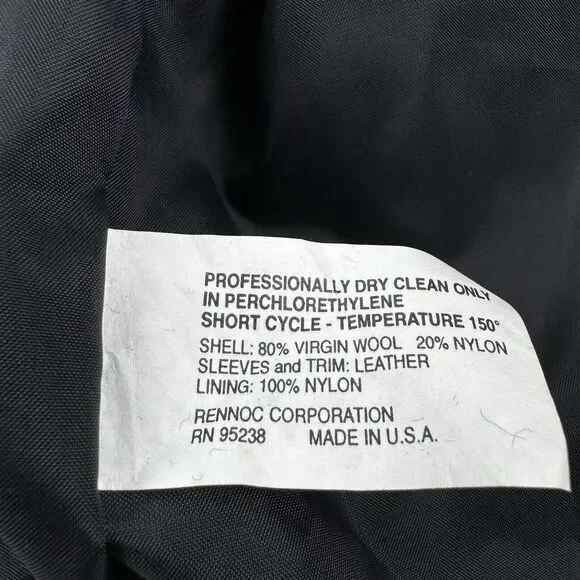 PROFESSIONALLY DRY CLEAN ONLY
IN PERCHLORETHYLENE
SHORT CYCLE - TEMPERATURE 150°
SHELL: 80% VIRGIN WOOL 20% NYLON
SLEEVES and TRIM: LEATHER
LINING: 100% NYLON
RENNOC CORPORATION
RN 95238 MADE IN U.S.A.